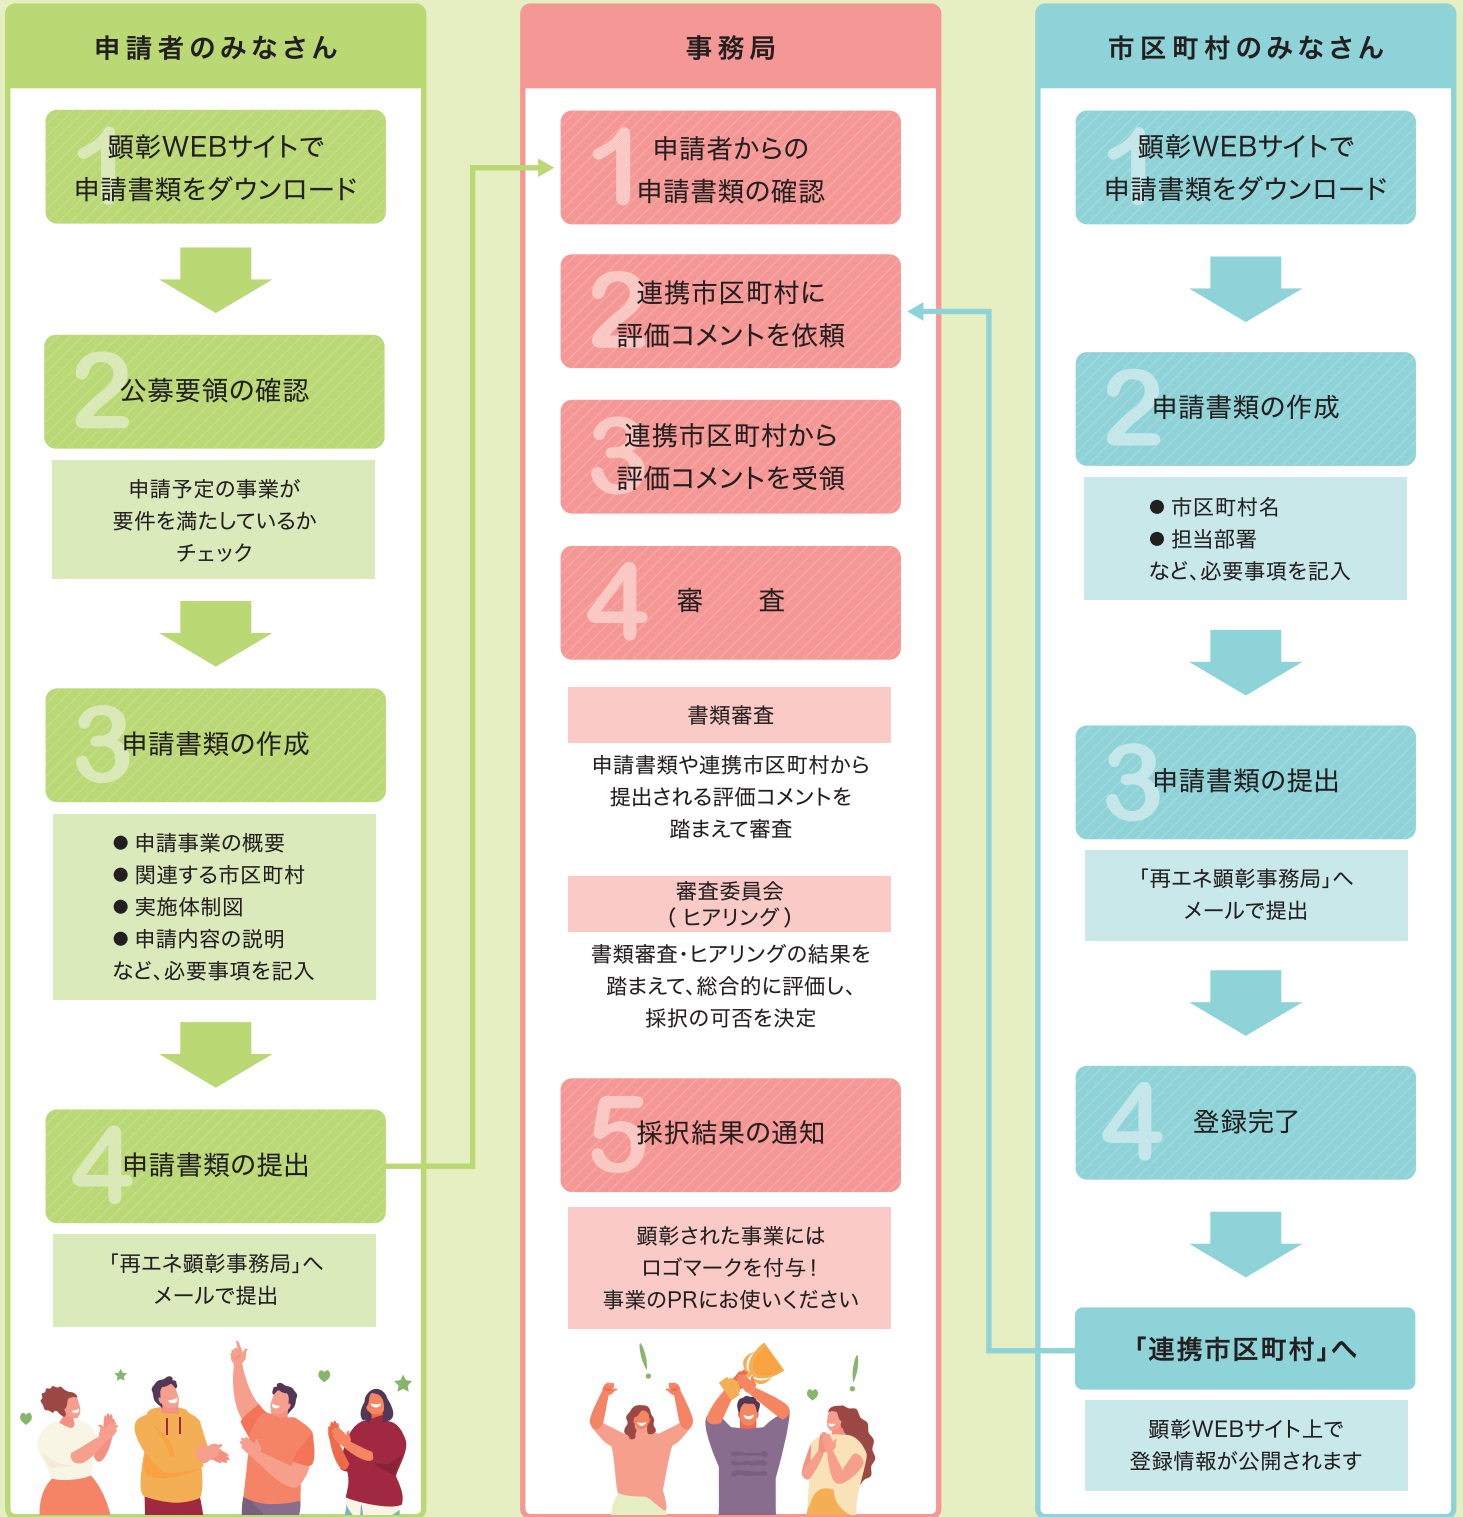 申請者のみなさん
1
顕彰WEBサイトで
申請書類をダウンロード
2
公募要領の確認
申請予定の事業が
要件を満たしているか
チェック
3
申請書類の作成
● 申請事業の概要
● 関連する市区町村
● 実施体制図
● 申請内容の説明
など、必要事項を記入
4
申請書類の提出
「再エネ顕彰事務局」へ
メールで提出
事務局
1
申請者からの
申請書類の確認
2
連携市区町村に
評価コメントを依頼
3
連携市区町村から
評価コメントを受領
4
審　査
書類審査
申請書類や連携市区町村から
提出される評価コメントを
踏まえて審査
審査委員会
(ヒアリング)
書類審査・ヒアリングの結果を
踏まえて、総合的に評価し、
採択の可否を決定
5
採択結果の通知
顕彰された事業には
ロゴマークを付与！
事業のPRにお使いください
市区町村のみなさん
1
顕彰WEBサイトで
申請書類をダウンロード
2
申請書類の作成
● 市区町村名
● 担当部署
など、必要事項を記入
3
申請書類の提出
「再エネ顕彰事務局」へ
メールで提出
4
登録完了
「連携市区町村」へ
顕彰WEBサイト上で
登録情報が公開されます